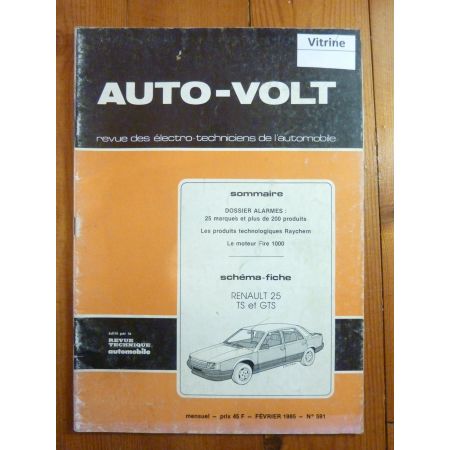 Vitrine
AUTO-VOLT
revue des électro-techniciens de l'automobile
sommaire
DOSSIER ALARMES :
25 marques et plus de 200 produits
Les produits technologiques Raychem
Le moteur Fire 1000
schéma-fiche
RENAULT 25
TS et GTS
édité par la
REVUE
TECHNIQUE
automobile
mensuel – prix 45 F – FÉVRIER 1985 – N° 591